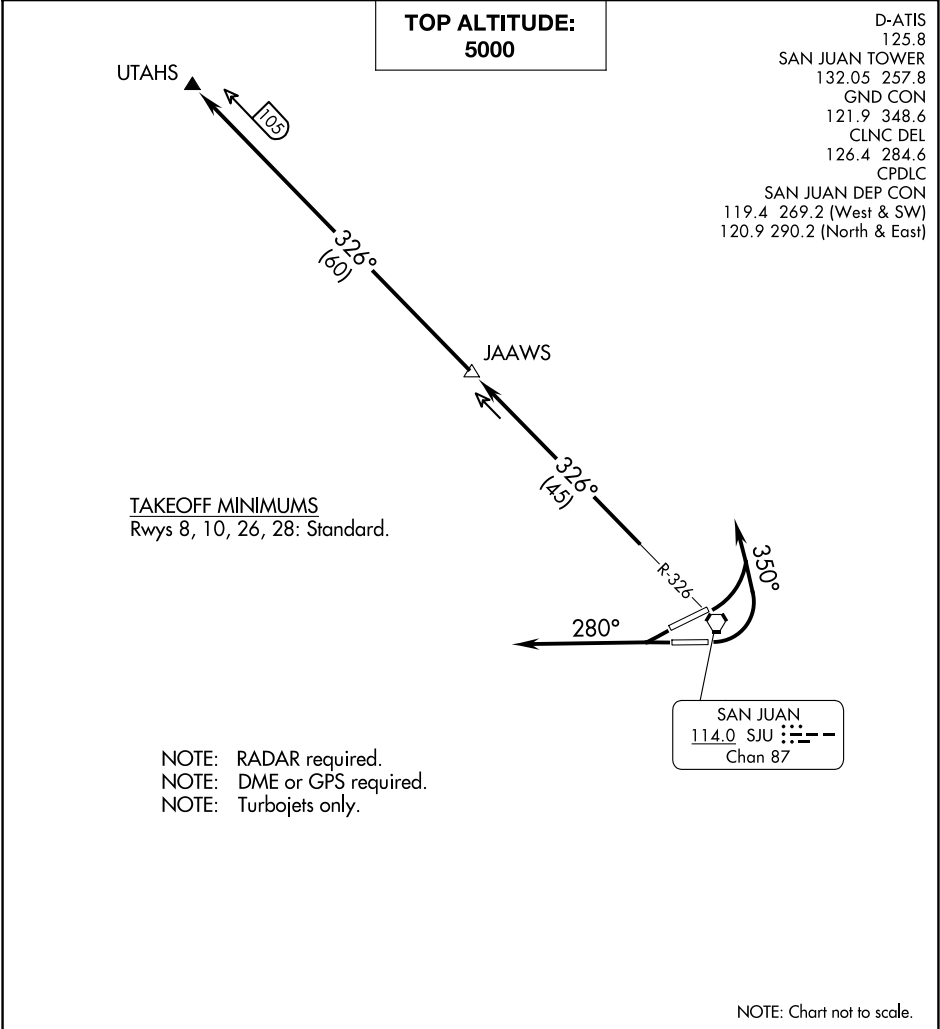 TOP ALTITUDE:
5000
D-ATIS
125.8
SAN JUAN TOWER
132.05 257.8
GND CON
121.9 348.6
CLNC DEL
126.4 284.6
CPDLC
SAN JUAN DEP CON
119.4 269.2 (West & SW)
120.9 290.2 (North & East)
UTAHS
105
326°
(60)
JAAWS
326°
(45)
TAKEOFF MINIMUMS
Rwys 8, 10, 26, 28: Standard.
R-326
350°
280°
SAN JUAN
114.0 SJU
Chan 87
NOTE: RADAR required.
NOTE: DME or GPS required.
NOTE: Turbojets only.
NOTE: Chart not to scale.